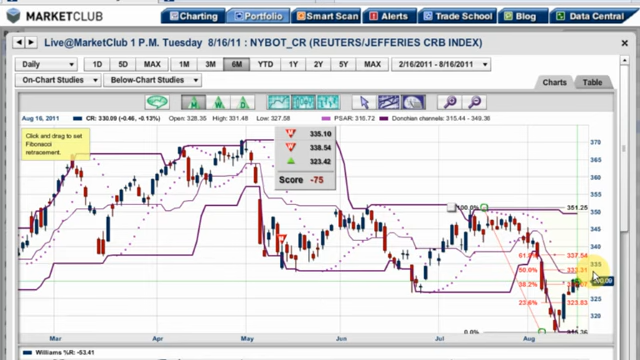 MARKETCLUB
Charting
Portfolio
Smart Scan
Alerts
Trade School
Blog
Data Central
Live@MarketClub 1 P.M. Tuesday 8/16/11 : NYBOT_CR (REUTERS/JEFFERIES CRB INDEX)
Daily 1D 5D MAX 1M 3M 6M YTD 1Y 2Y 5Y MAX 2/16/2011 - 8/16/2011
On-Chart Studies Below-Chart Studies
Charts Table
M W D
Aug 16, 2011 CR: 330.09 (-0.46, -0.13%) Open: 328.35 High: 331.48 Low: 327.58 PSAR: 316.72 Donchian channels: 315.44 - 349.36
Click and drag to set
Fibonacci
retracement.
335.10
338.54
323.42
Score -75
370
365
360
355
350
345
340
335
325
320
100.0% 351.25
61.8% 337.54
50.0% 333.31
38.2%
23.6% 323.83
0.0%
Mar Apr May Jun Jul Aug
Williams %R: -53.41